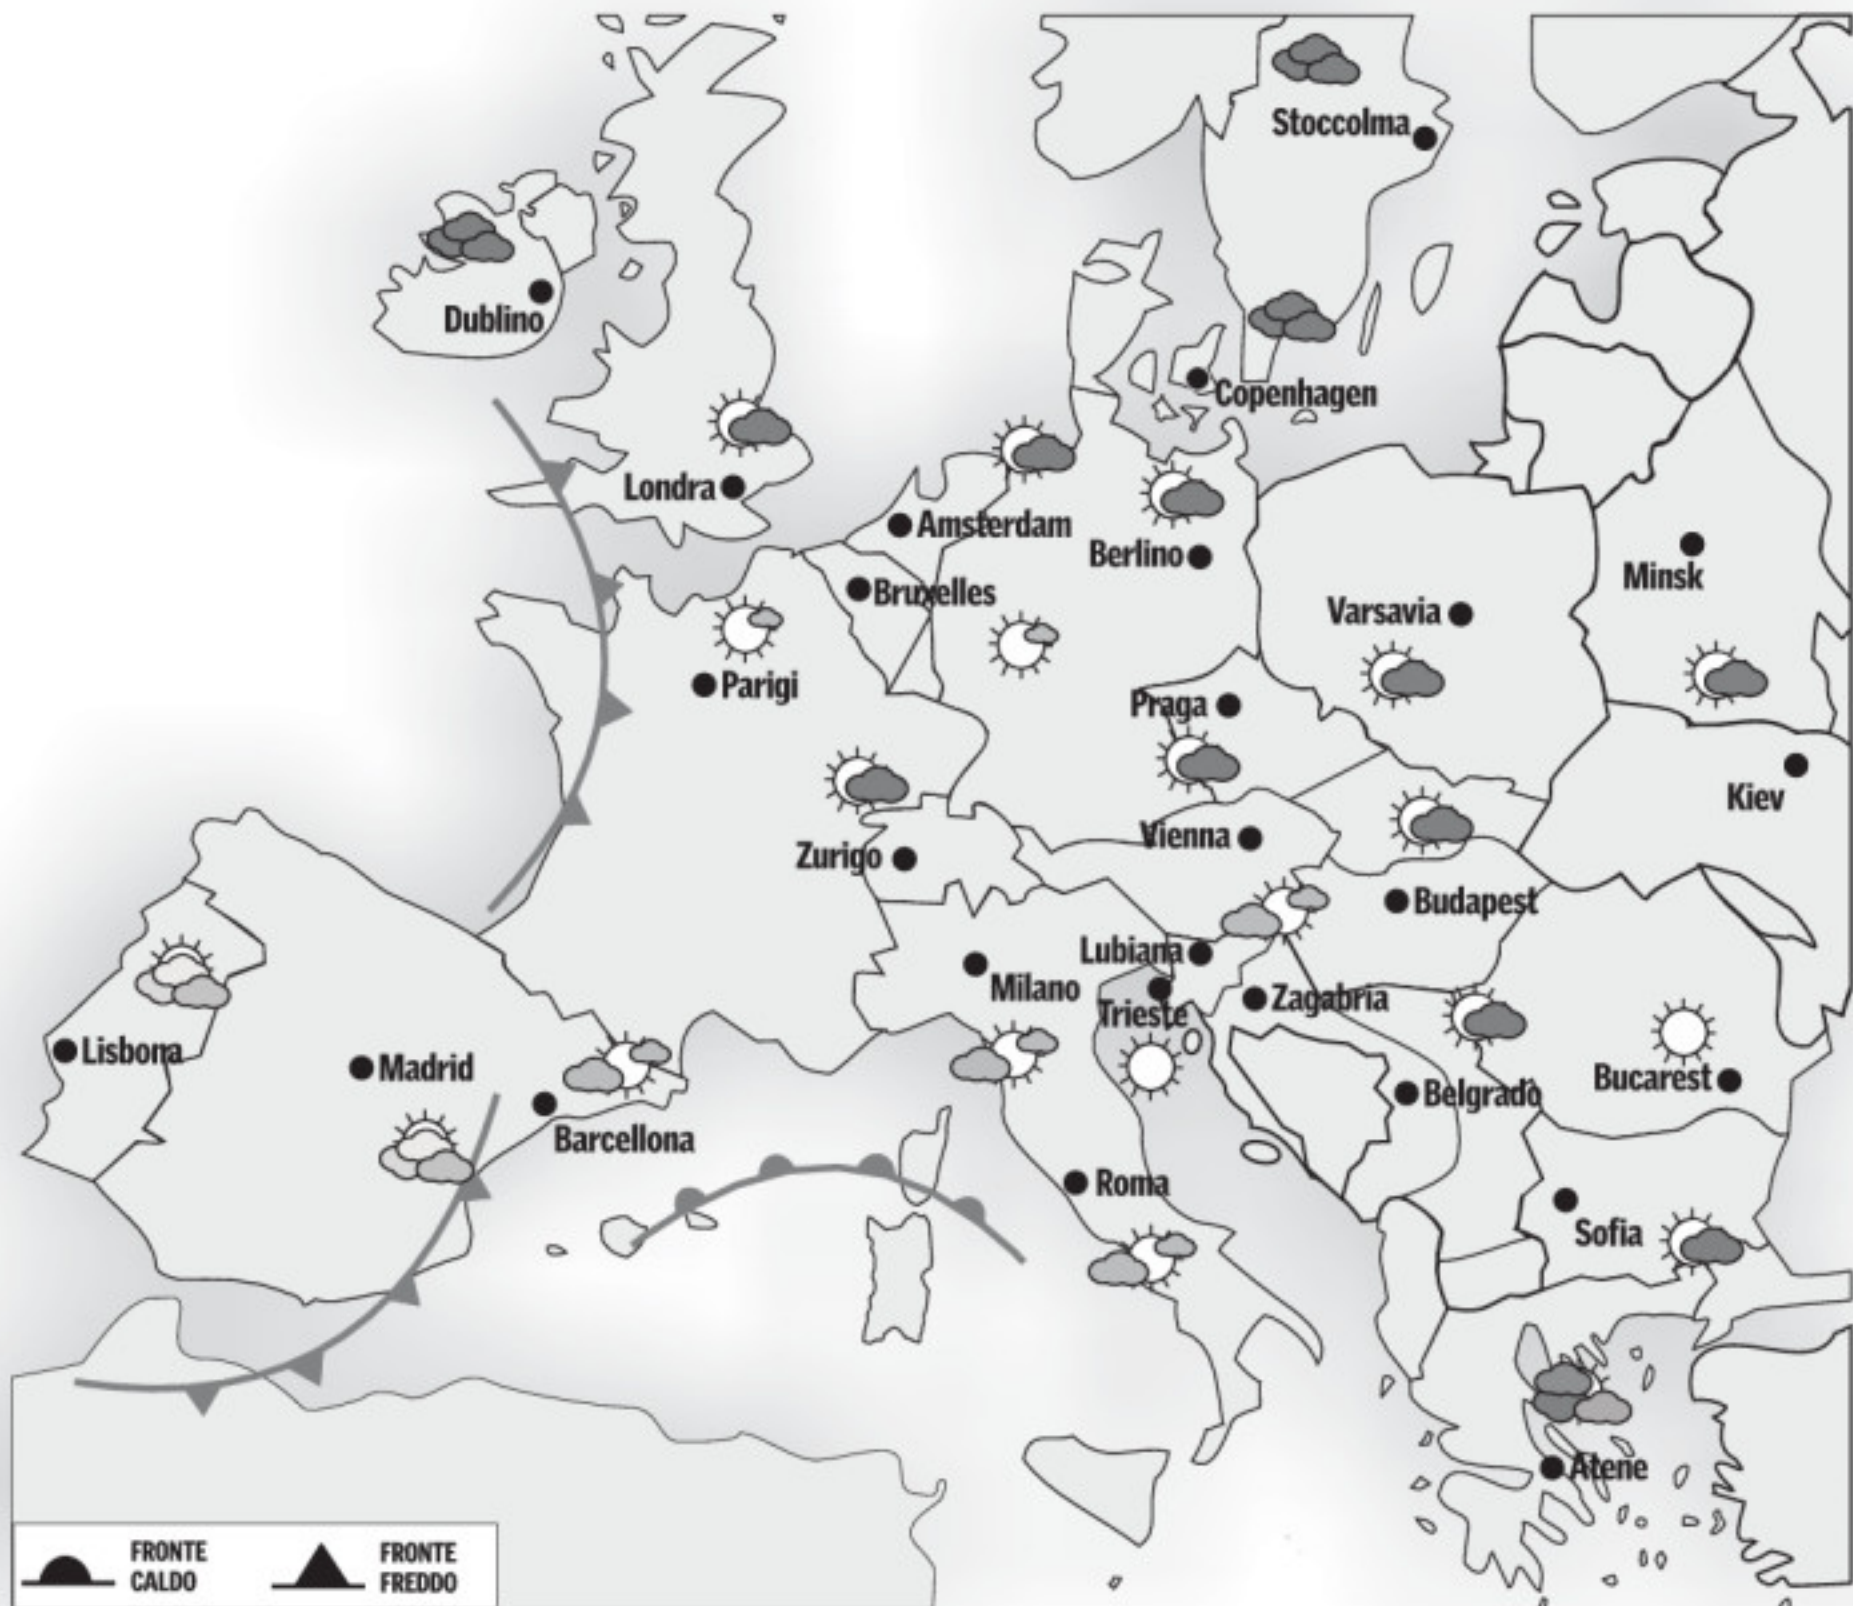 Stoccolma
Dublino
Copenhagen
Londra
Amsterdam
Berlino
Minsk
Bruxelles
Varsavia
Parigi
Praga
Kiev
Vienna
Zurigo
Budapest
Lubiana
Milano
Zagabria
Trieste
Lisbona
Madrid
Bucarest
Belgrado
Barcellona
Roma
Sofia
Atene
FRONTE
CALDO
FRONTE
FREDDO